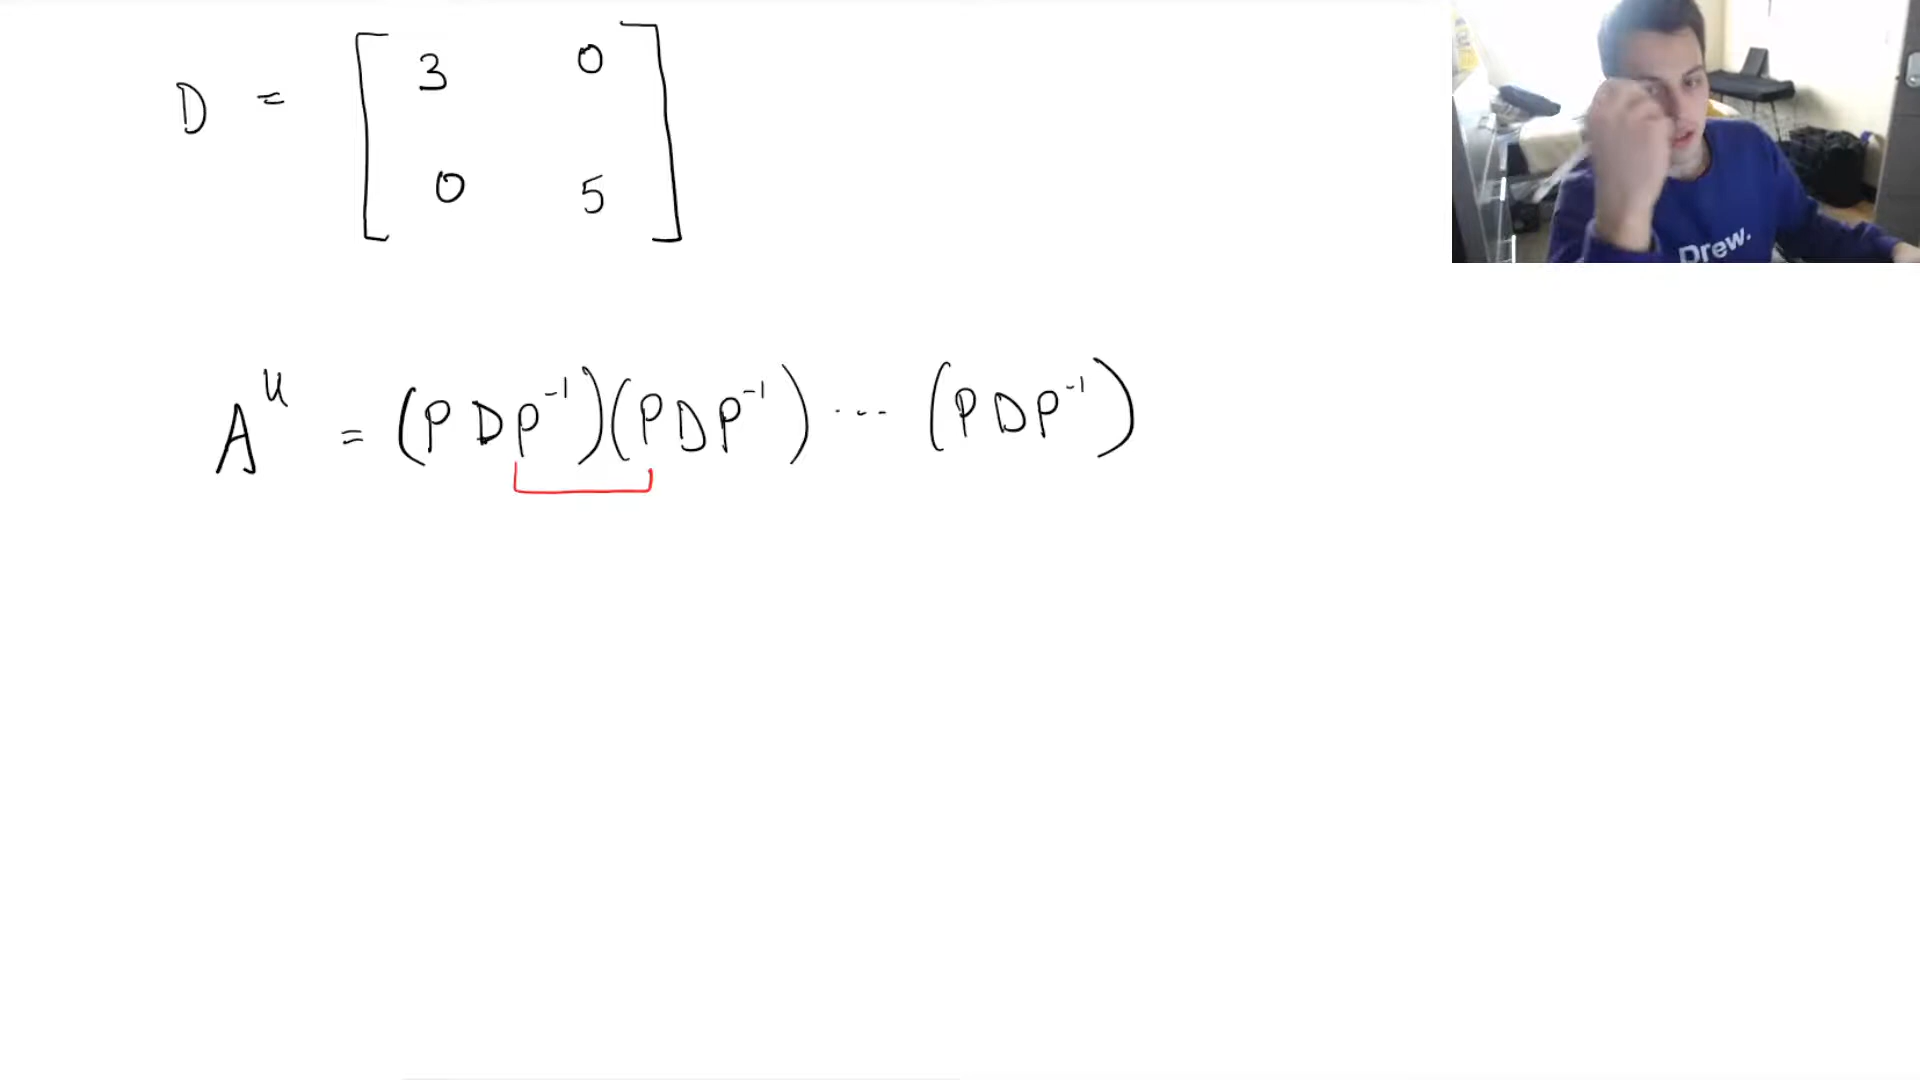 D = [ 3 0
0 5 ]
A^k = (PDP^-1)(PDP^-1) ... (PDP^-1)
Drew.